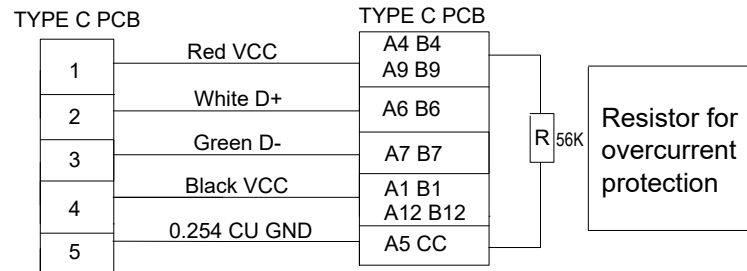 TYPE C PCB
TYPE C PCB
1
Red VCC
A4 B4
A9 B9
2
White D+
A6 B6
3
Green D-
A7 B7
4
Black VCC
A1 B1
A12 B12
5
0.254 CU GND
A5 CC
R 56K
Resistor for
overcurrent
protection